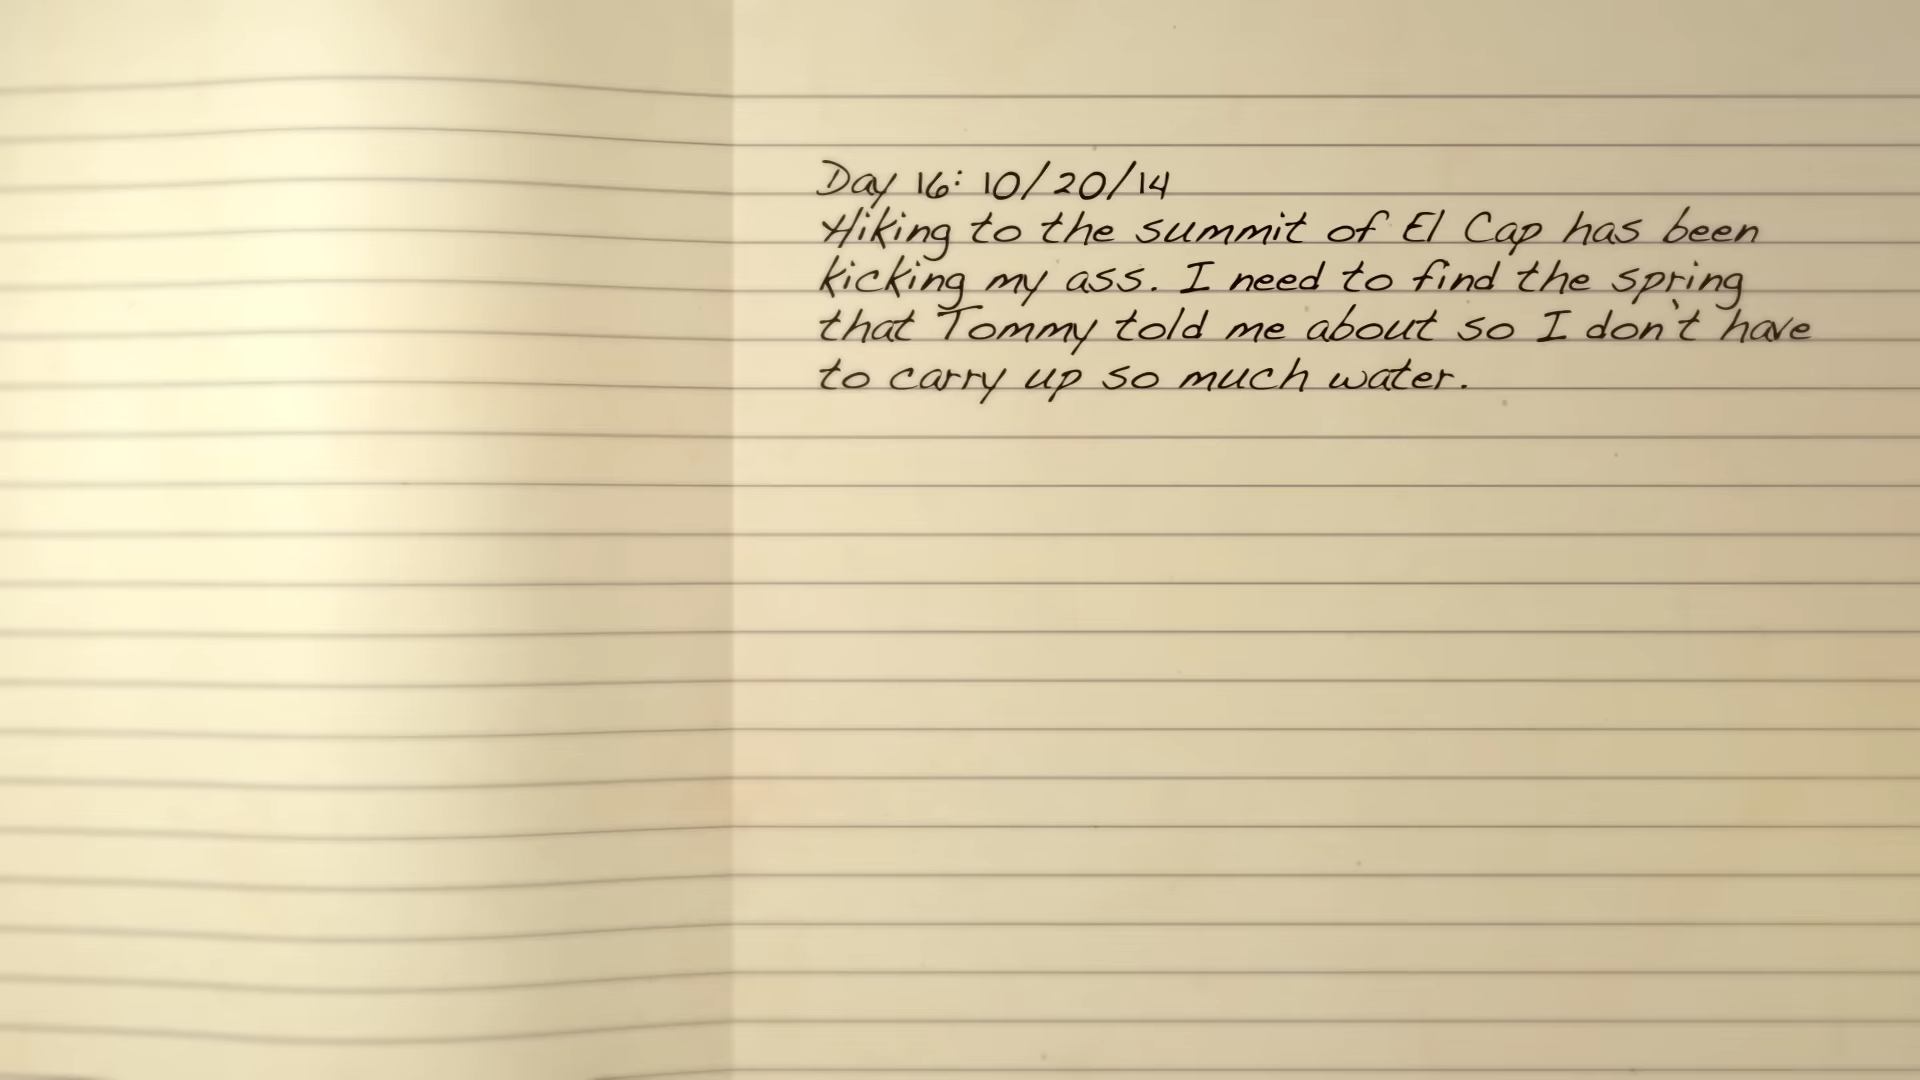 Day 16: 10/20/14
Hiking to the summit of El Cap has been
kicking my ass. I need to find the spring
that Tommy told me about so I don't have
to carry up so much water.